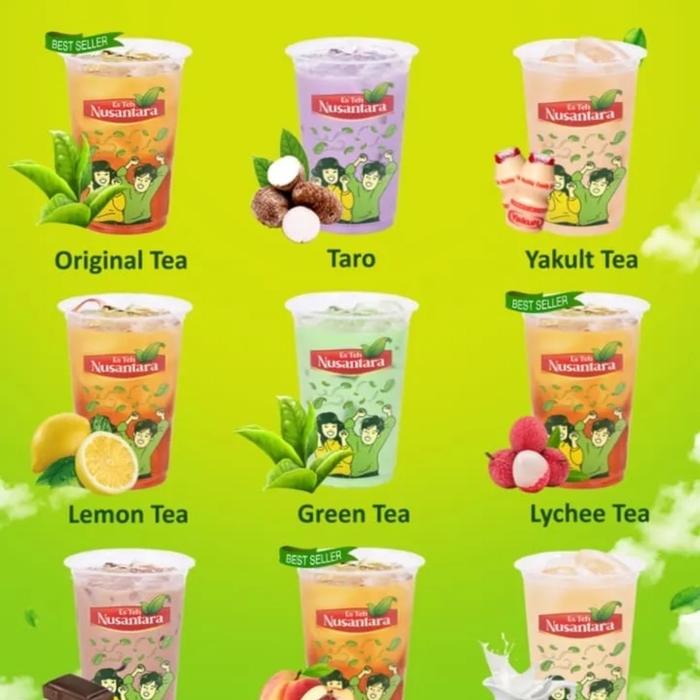 BEST SELLER
Es Teh
Nusantara
Es Teh
Nusantara
Es Teh
Nusantara
Yakult
Original Tea
Taro
Yakult Tea
BEST SELLER
Es Teh
Nusantara
Es Teh
Nusantara
Es Teh
Nusantara
Lemon Tea
Green Tea
Lychee Tea
BEST SELLER
Es Teh
Nusantara
Es Teh
Nusantara
Es Teh
Nusantara